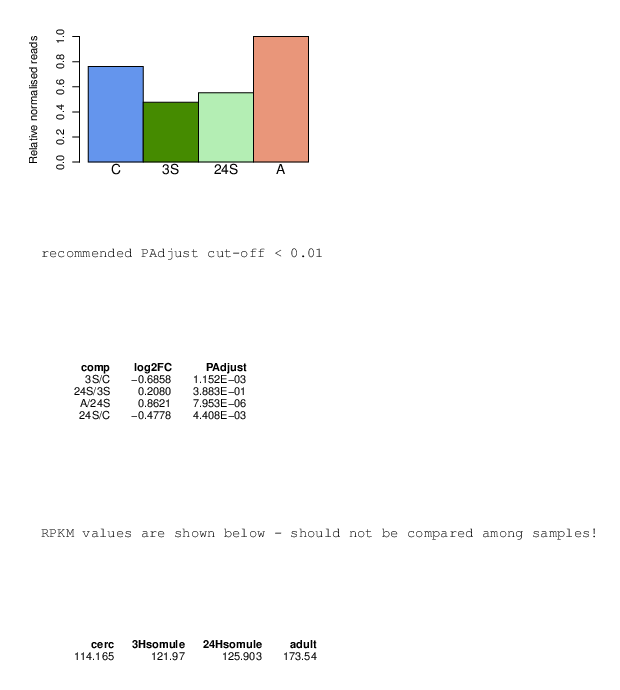 Relative normalised reads
1.0
0.8
0.6
0.4
0.2
0.0
C 3S 24S A
recommended PAdjust cut-off < 0.01
comp log2FC PAdjust
3S/C −0.6858 1.152E−03
24S/3S 0.2080 3.883E−01
A/24S 0.8621 7.953E−06
24S/C −0.4778 4.408E−03
RPKM values are shown below - should not be compared among samples!
cerc 3Hsomule 24Hsomule adult
114.165 121.97 125.903 173.54